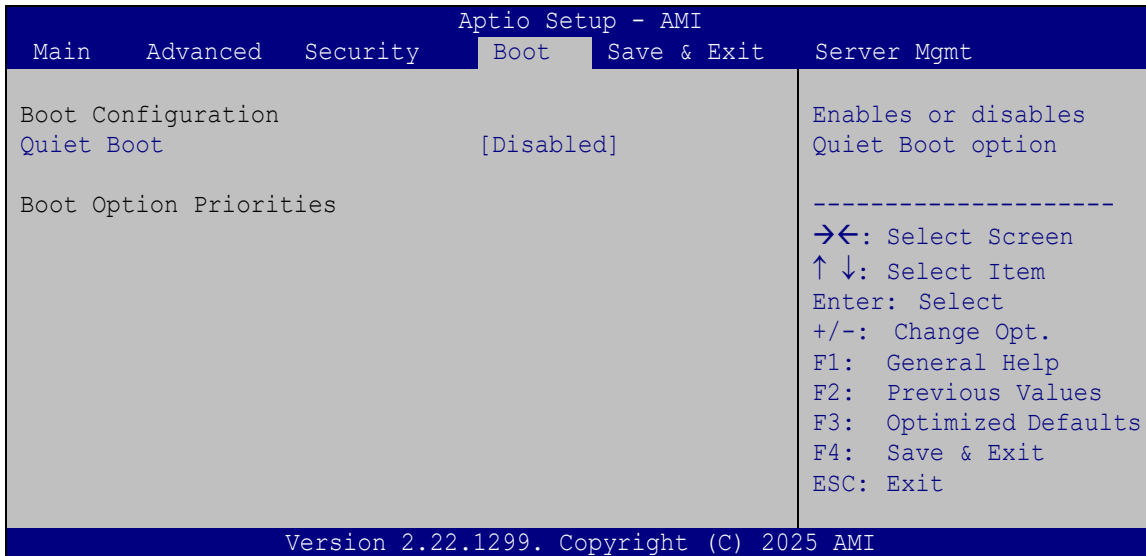 Aptio Setup - AMI
Main Advanced Security Boot Save & Exit Server Mgmt
Boot Configuration
Quiet Boot [Disabled]
Boot Option Priorities
Enables or disables
Quiet Boot option
---------------------
→←: Select Screen
↑ ↓: Select Item
Enter: Select
+/-: Change Opt.
F1: General Help
F2: Previous Values
F3: Optimized Defaults
F4: Save & Exit
ESC: Exit
Version 2.22.1299. Copyright (C) 2025 AMI